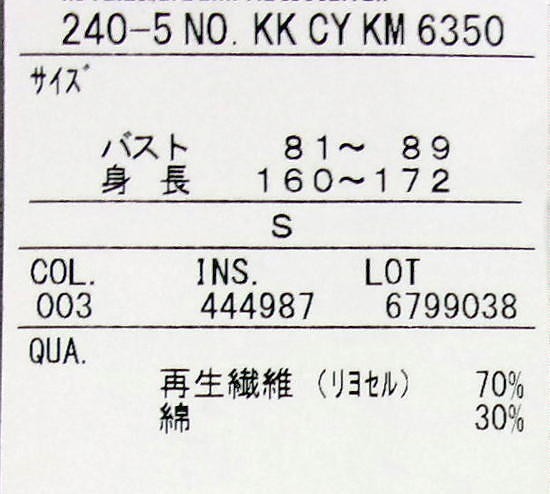 240-5 NO. KK CY KM 6350
サイズ
バスト 81〜 89
身 長 160〜172
S
COL. INS. LOT
003 444987 6799038
QUA.
再生繊維 (リヨセル) 70%
綿 30%